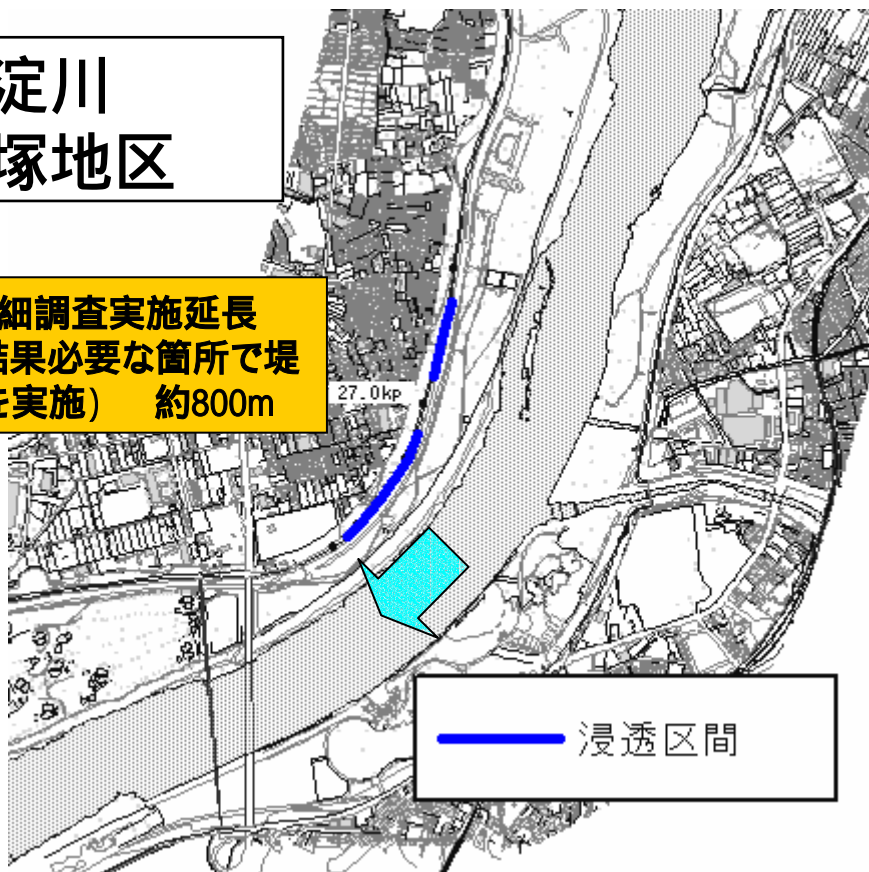 淀川
塚地区
細調査実施延長
結果必要な箇所で堤
を実施) 約800m
27.0kp
浸透区間